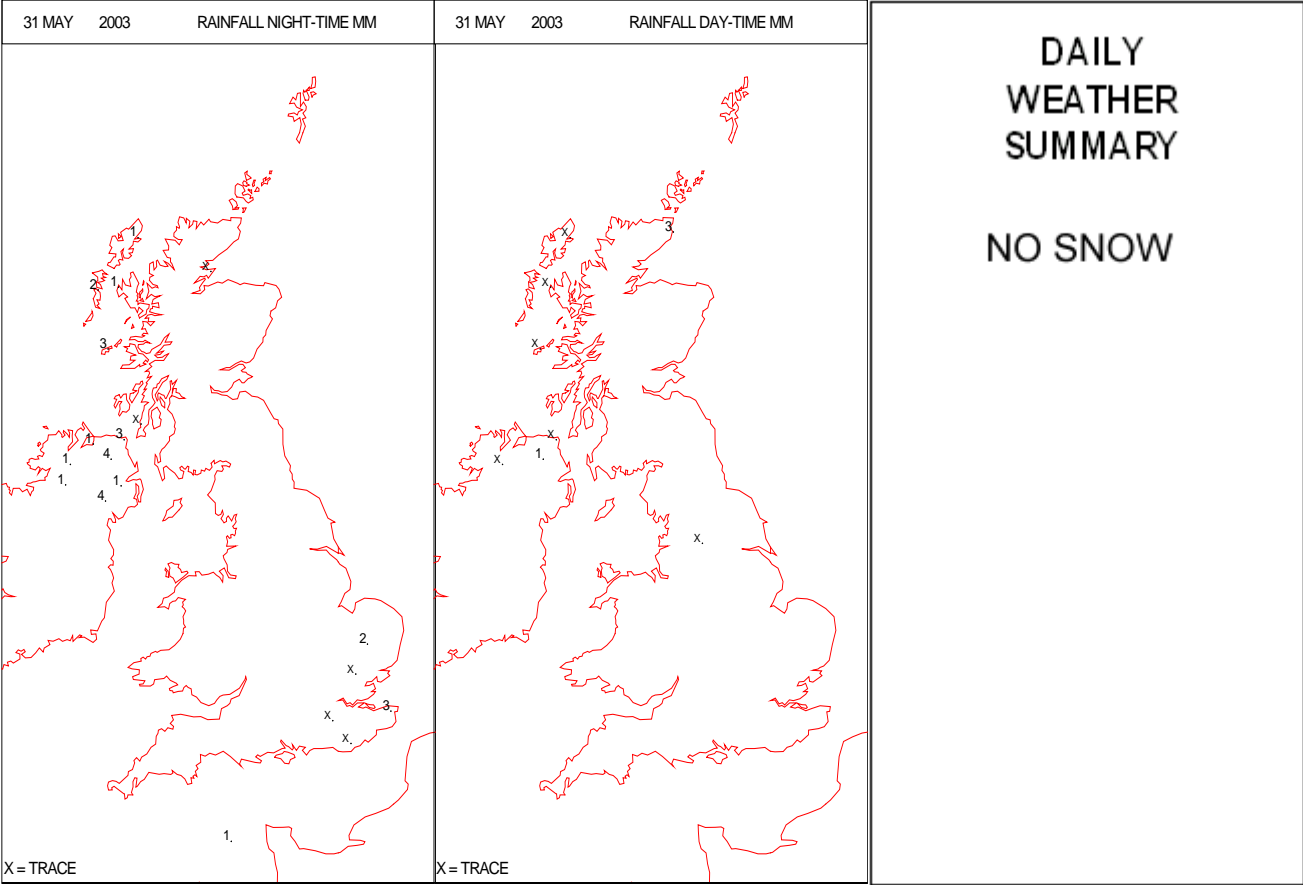 31 MAY 2003 RAINFALL NIGHT-TIME MM
1
X.
2
1.
3.
X.
1.
3.
4.
1.
1.
1.
4.
2.
X.
3.
X.
X.
1.
X = TRACE
31 MAY 2003 RAINFALL DAY-TIME MM
X.
3.
X.
X.
X.
1.
X.
X.
X = TRACE
DAILY
WEATHER
SUMMARY
NO SNOW